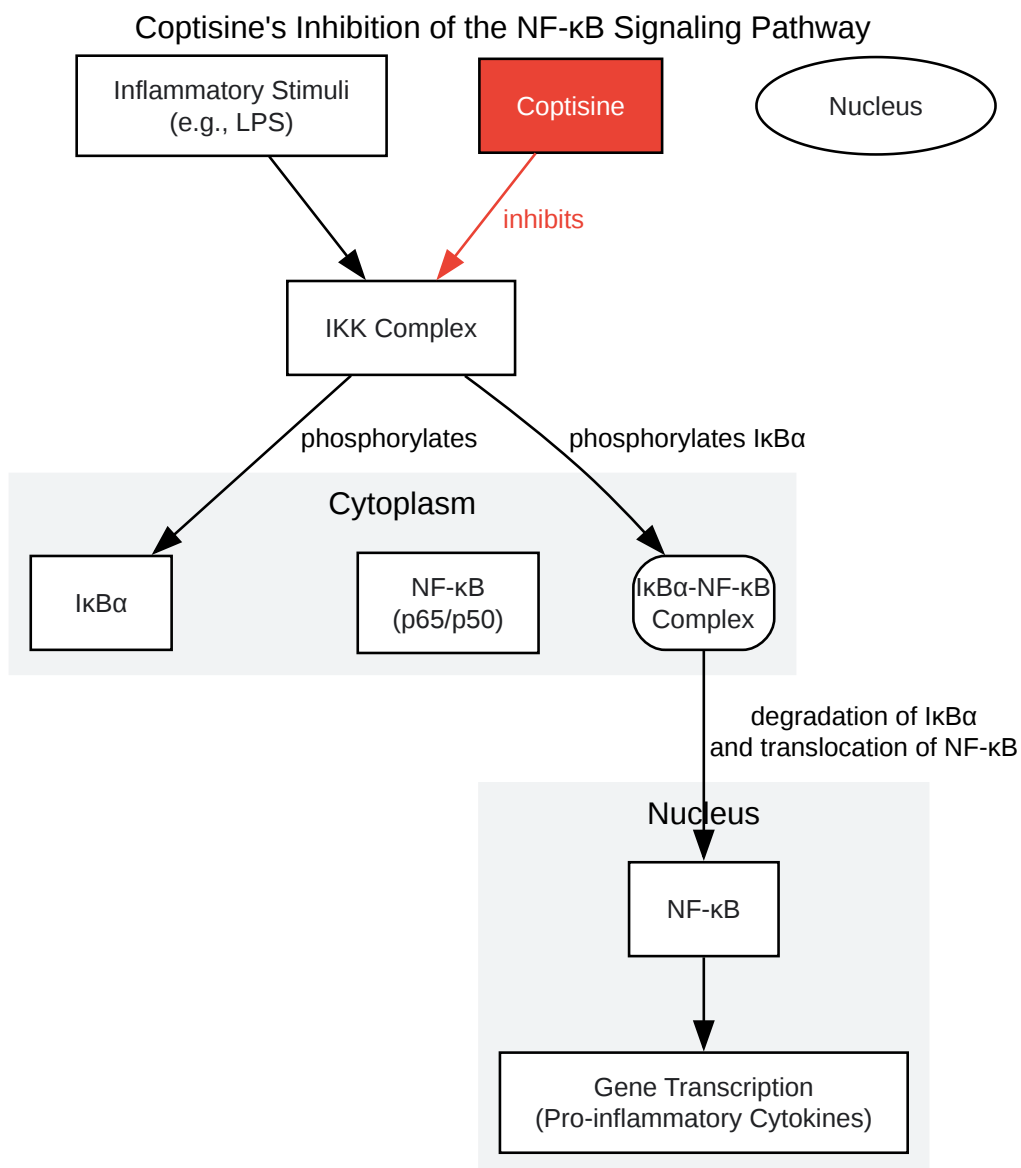 Coptisine's Inhibition of the NF-κB Signaling Pathway
Inflammatory Stimuli
(e.g., LPS)
Coptisine
Nucleus
inhibits
IKK Complex
phosphorylates
phosphorylates IκBα
Cytoplasm
IκBα
NF-κB
(p65/p50)
IκBα-NF-κB
Complex
degradation of IκBα
and translocation of NF-κB
Nucleus
NF-κB
Gene Transcription
(Pro-inflammatory Cytokines)